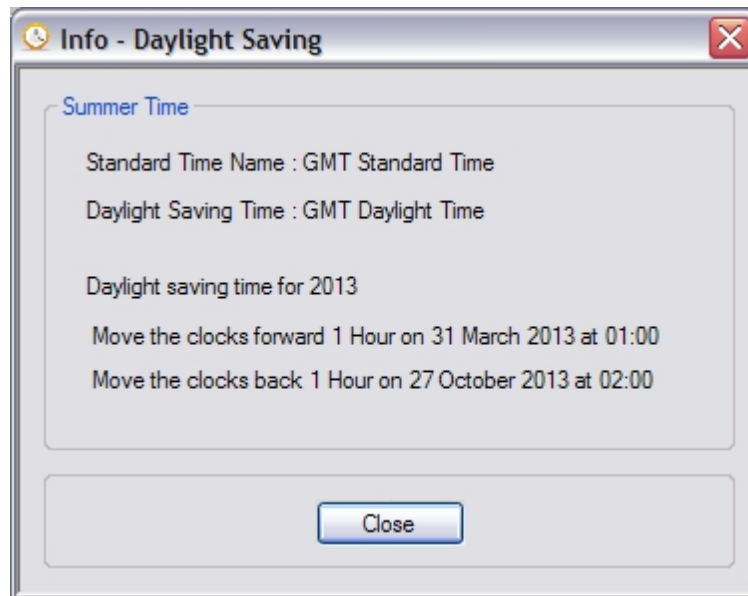 Info - Daylight Saving
Summer Time
Standard Time Name : GMT Standard Time
Daylight Saving Time : GMT Daylight Time
Daylight saving time for 2013
Move the clocks forward 1 Hour on 31 March 2013 at 01:00
Move the clocks back 1 Hour on 27 October 2013 at 02:00
Close